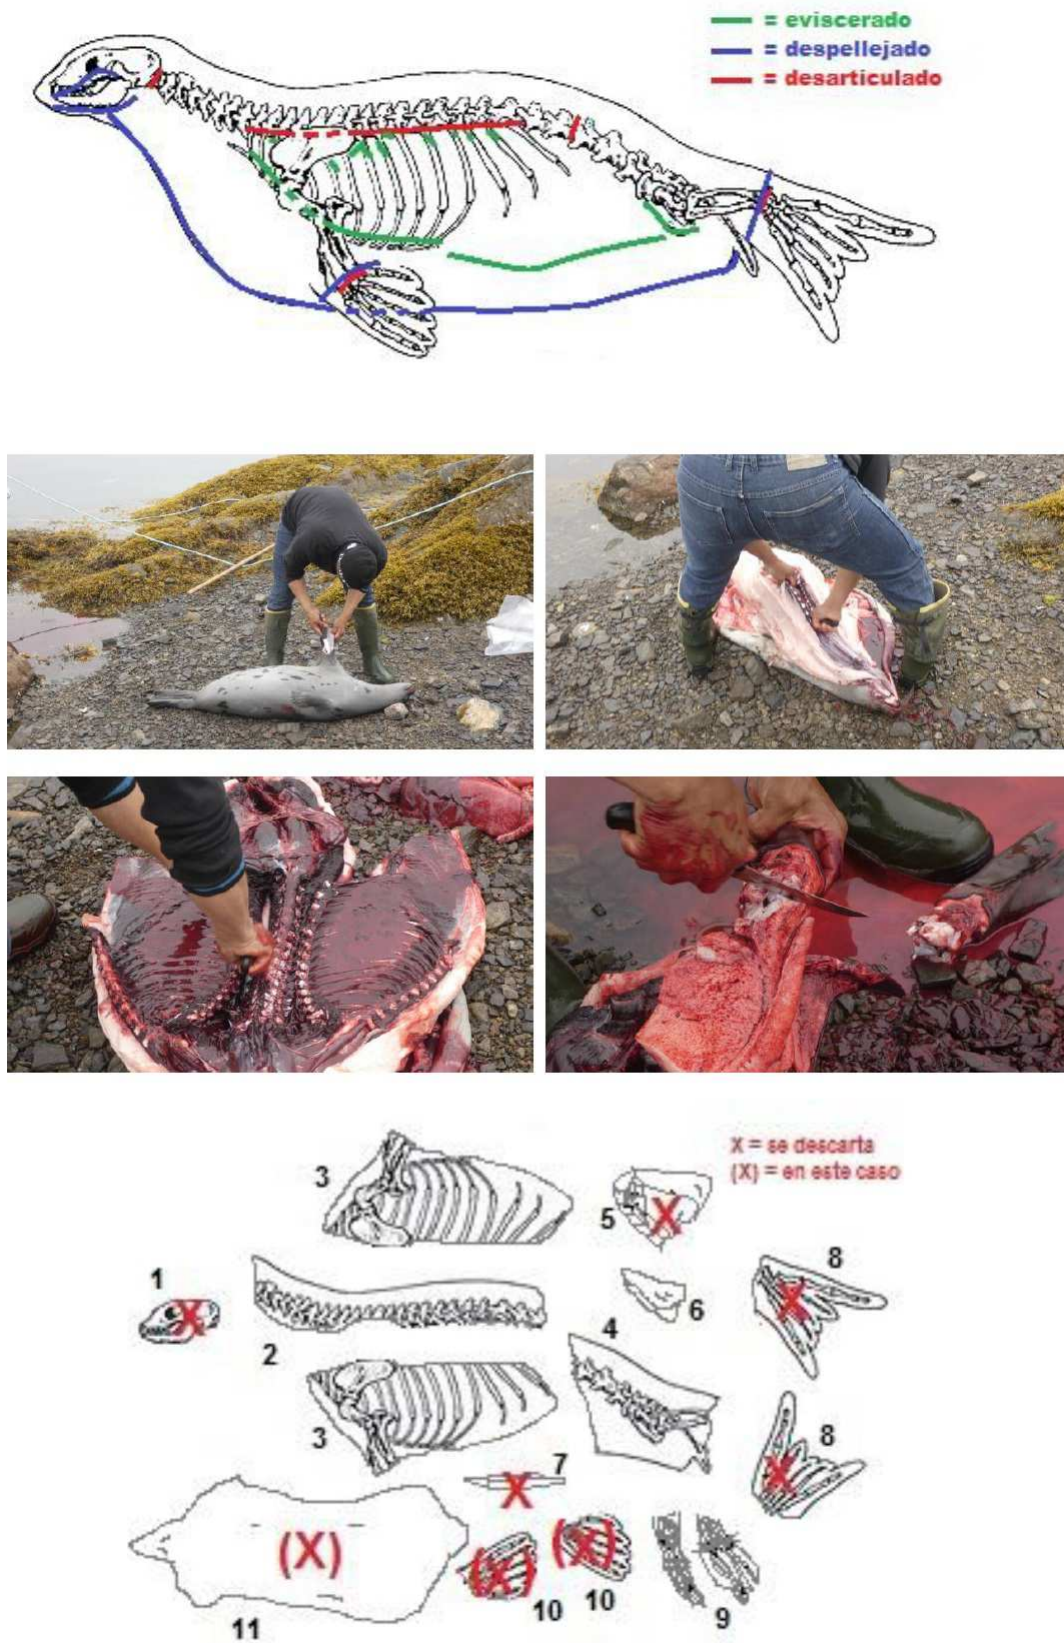 = eviscerado
= despellejado
= desarticulado
X = se descarta
(X) = en este caso
3
5
X
8
1
X
X
6
2
4
3
7
8
X
X
(X)
(X)
(X)
10
10
9
11